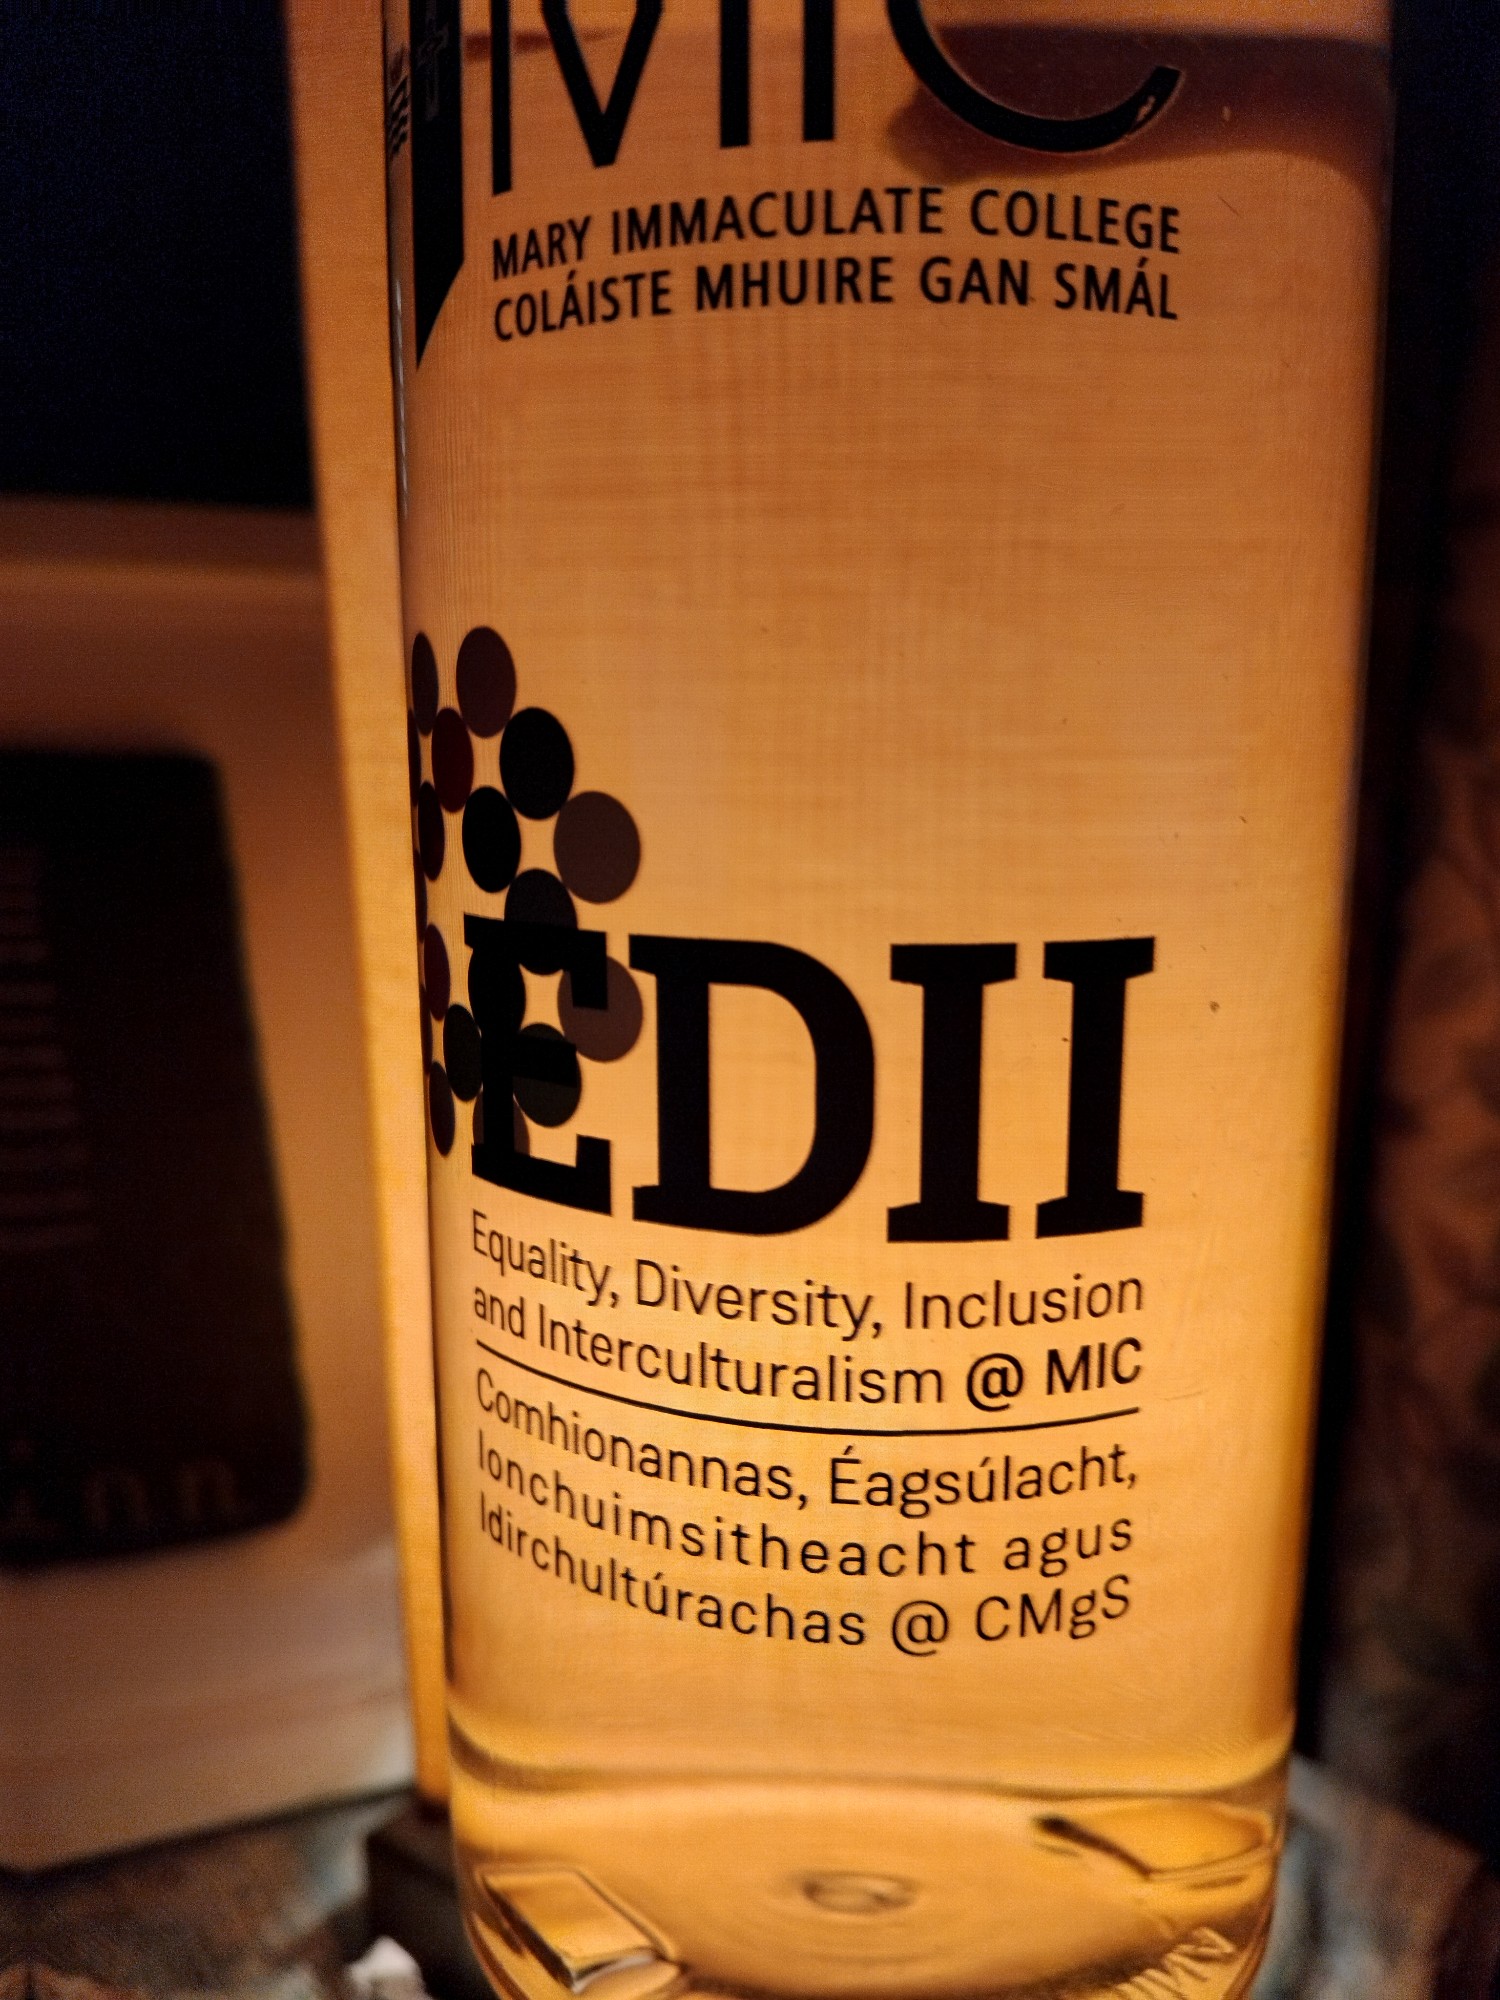 MIC
MARY IMMACULATE COLLEGE
COLÁISTE MHUIRE GAN SMÁL
EDII
Equality, Diversity, Inclusion
and Interculturalism @ MIC
Comhionannas, Éagsúlacht,
Ionchuimsitheacht agus
Idirchultúrachas @ CMgS